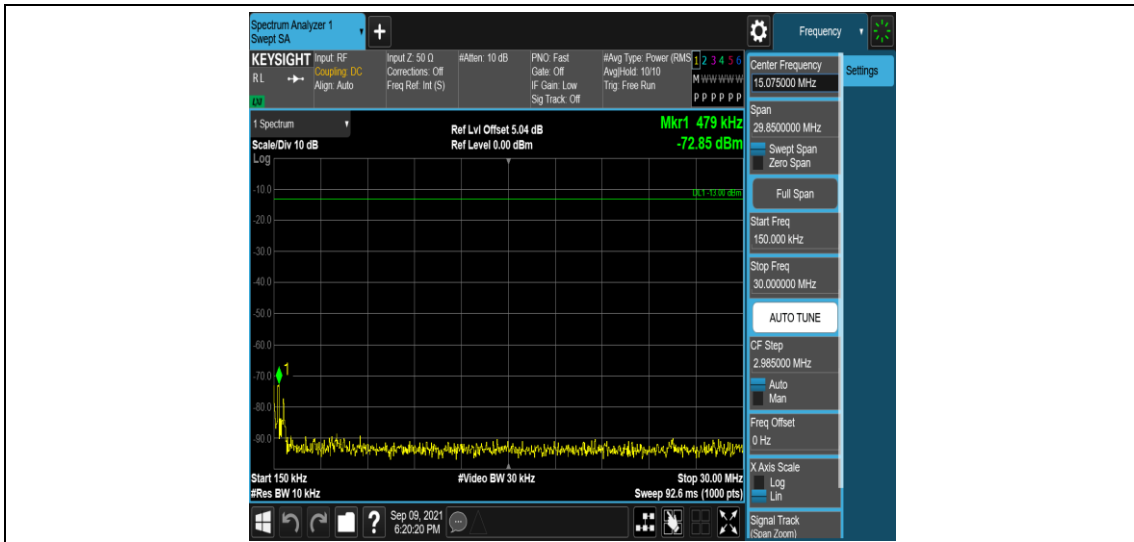 Spectrum Analyzer 1
Swept SA
Frequency
KEYSIGHT
RL
LXI
Input: RF
Coupling: DC
Align: Auto
Input Z: 50 Ω
Corrections: Off
Freq Ref: Int (S)
#Atten: 10 dB
PNO: Fast
Gate: Off
IF Gain: Low
Sig Track: Off
#Avg Type: Power (RMS
Avg|Hold: 10/10
Trig: Free Run
1 2 3 4 5 6
M W W W W W
P P P P P P
1 Spectrum
Scale/Div 10 dB
Log
Ref Lvl Offset 5.04 dB
Ref Level 0.00 dBm
Mkr1 479 kHz
-72.85 dBm
DL1 -13.00 dBm
-10.0
-20.0
-30.0
-40.0
-50.0
-60.0
-70.0
-80.0
-90.0
1
Start 150 kHz
#Res BW 10 kHz
#Video BW 30 kHz
Stop 30.00 MHz
Sweep 92.6 ms (1000 pts)
Sep 09, 2021
6:20:20 PM
Center Frequency
15.075000 MHz
Settings
Span
29.8500000 MHz
Swept Span
Zero Span
Full Span
Start Freq
150.000 kHz
Stop Freq
30.000000 MHz
AUTO TUNE
CF Step
2.985000 MHz
Auto
Man
Freq Offset
0 Hz
X Axis Scale
Log
Lin
Signal Track
(Span Zoom)